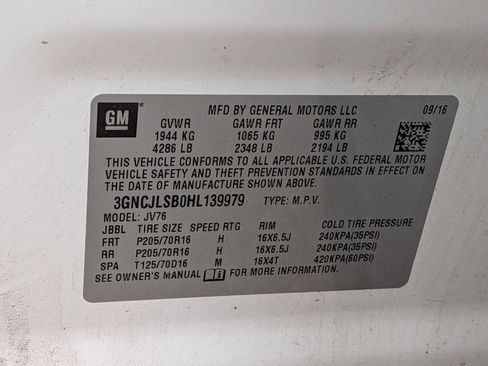 GM
MFD BY GENERAL MOTORS LLC 09/16
GVWR GAWR FRT GAWR RR
1944 KG 1065 KG 995 KG
4286 LB 2348 LB 2194 LB
THIS VEHICLE CONFORMS TO ALL APPLICABLE U.S. FEDERAL MOTOR
VEHICLE SAFETY AND THEFT PREVENTION STANDARDS IN EFFECT ON THE
DATE OF MANUFACTURE SHOWN ABOVE.
3GNCJLSB0HL139979 TYPE: M.P.V.
MODEL: JV76
JBBL TIRE SIZE SPEED RTG RIM COLD TIRE PRESSURE
FRT P205/70R16 H 16X6.5J 240KPA(35PSI)
RR P205/70R16 H 16X6.5J 240KPA(35PSI)
SPA T125/70D16 M 16X4T 420KPA(60PSI)
SEE OWNER'S MANUAL i FOR MORE INFORMATION.